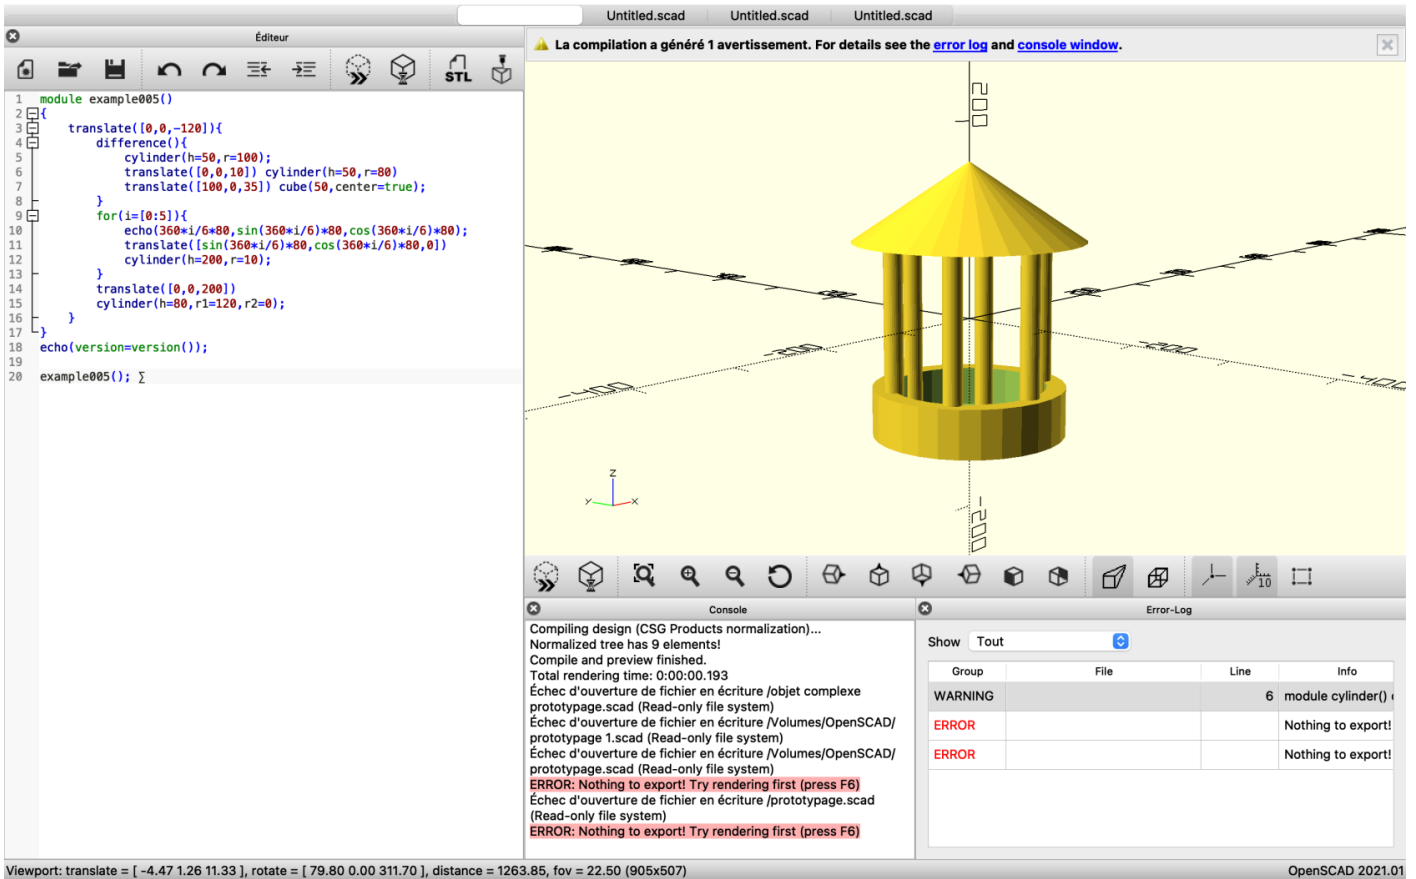 Untitled.scad
Untitled.scad
Untitled.scad
Éditeur
STL
La compilation a généré 1 avertissement. For details see the error log and console window.
1 module example005()
2 {
3 translate([0,0,-120]){
4 difference(){
5 cylinder(h=50,r=100);
6 translate([0,0,10]) cylinder(h=50,r=80)
7 translate([100,0,35]) cube(50,center=true);
8 }
9 for(i=[0:5]){
10 echo(360*i/6*80,sin(360*i/6)*80,cos(360*i/6)*80);
11 translate([sin(360*i/6)*80,cos(360*i/6)*80,0])
12 cylinder(h=200,r=10);
13 }
14 translate([0,0,200])
15 cylinder(h=80,r1=120,r2=0);
16 }
17 }
18 echo(version=version());
19
20 example005(); ∑
200
-200
-200
-400
-400
-200
Z
Y
X
10
Console
Compiling design (CSG Products normalization)...
Normalized tree has 9 elements!
Compile and preview finished.
Total rendering time: 0:00:00.193
Échec d'ouverture de fichier en écriture /objet complexe
prototypage.scad (Read-only file system)
Échec d'ouverture de fichier en écriture /Volumes/OpenSCAD/
prototypage 1.scad (Read-only file system)
Échec d'ouverture de fichier en écriture /Volumes/OpenSCAD/
prototypage.scad (Read-only file system)
ERROR: Nothing to export! Try rendering first (press F6)
Échec d'ouverture de fichier en écriture /prototypage.scad
(Read-only file system)
ERROR: Nothing to export! Try rendering first (press F6)
Error-Log
Show Tout
Group File Line Info
WARNING 6 module cylinder()
ERROR Nothing to export!
ERROR Nothing to export!
Viewport: translate = [ -4.47 1.26 11.33 ], rotate = [ 79.80 0.00 311.70 ], distance = 1263.85, fov = 22.50 (905x507)
OpenSCAD 2021.01